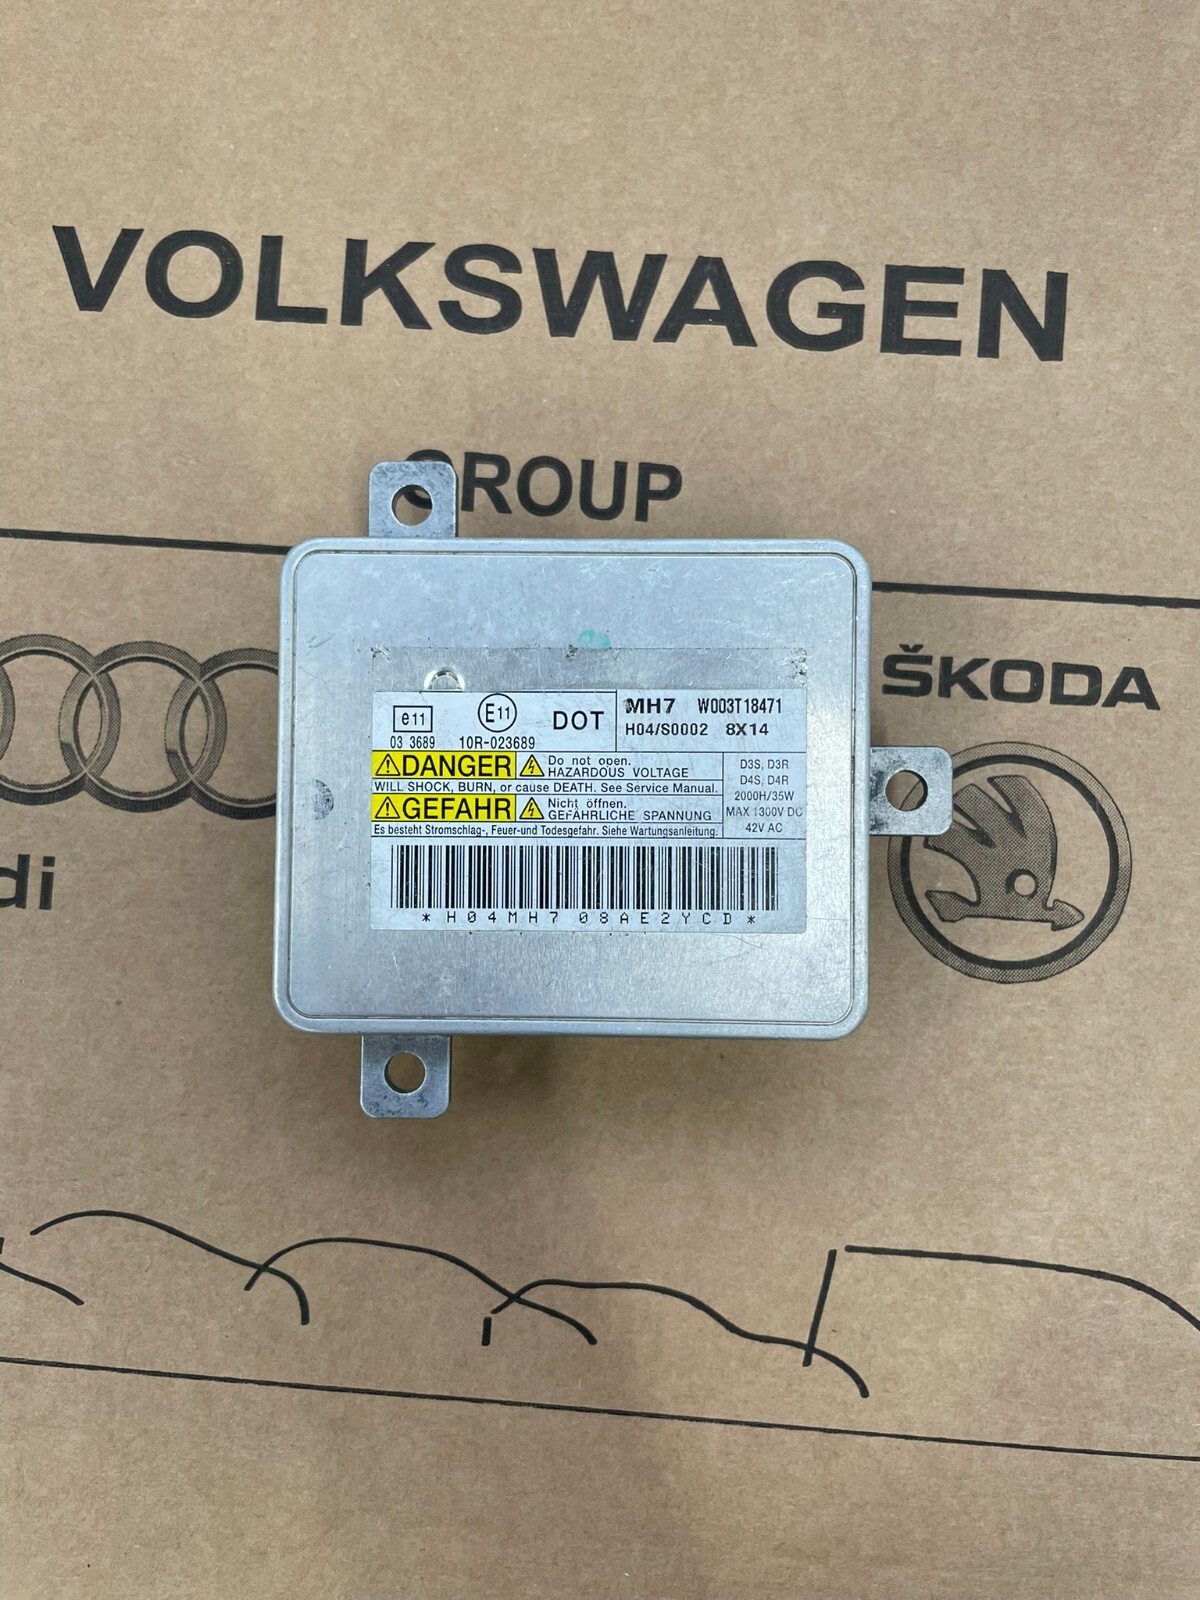 VOLKSWAGEN
GROUP
ŠKODA
di
e11
E11
DOT
03 3689
10R-023689
MH7 W003T18471
H04/S0002 8X14
DANGER
Do not open.
HAZARDOUS VOLTAGE
WILL SHOCK, BURN, or cause DEATH. See Service Manual.
GEFAHR
Nicht öffnen.
GEFÄHRLICHE SPANNUNG
Es besteht Stromschlag-, Feuer-und Todesgefahr. Siehe Wartungsanleitung.
D3S, D3R
D4S, D4R
2000H/35W
MAX 1300V DC
42V AC
*H04MH7 08AE2YCD*